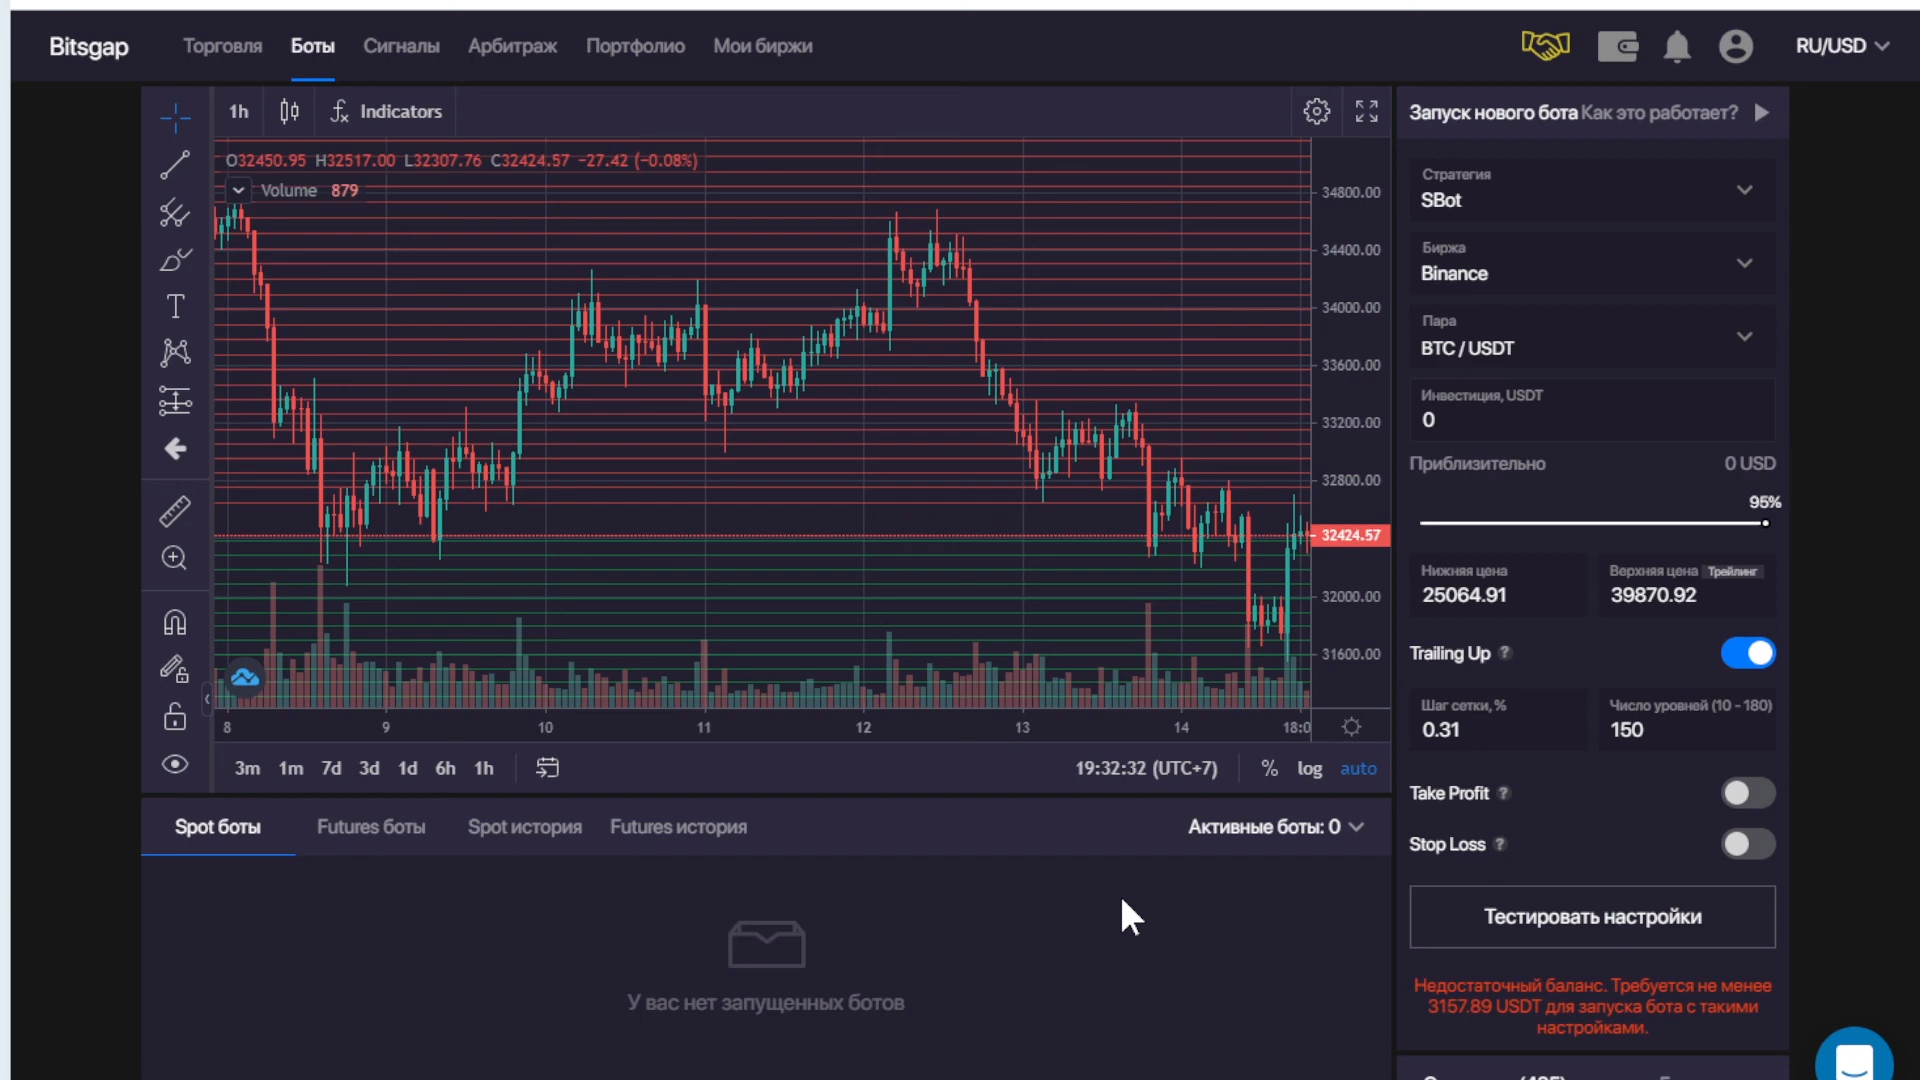 Bitsgap Торговля Боты Сигналы Арбитраж Портфолио Мои биржи RU/USD
1h Indicators
O32450.95 H32517.00 L32307.76 C32424.57 −27.42 (−0.08%)
Volume 879
34800.00
34400.00
34000.00
33600.00
33200.00
32800.00
32424.57
32000.00
31600.00
8 9 10 11 12 13 14 18:0
3m 1m 7d 3d 1d 6h 1h 19:32:32 (UTC+7) % log auto
Spot боты Futures боты Spot история Futures история Активные боты: 0
У вас нет запущенных ботов
Запуск нового бота Как это работает?
Стратегия
SBot
Биржа
Binance
Пара
BTC / USDT
Инвестиция, USDT
0
Приблизительно 0 USD
95%
Нижняя цена Верхняя цена Трейлинг
25064.91 39870.92
Trailing Up ?
Шаг сетки, % Число уровней (10 - 180)
0.31 150
Take Profit ?
Stop Loss ?
Тестировать настройки
Недостаточный баланс. Требуется не менее
3157.89 USDT для запуска бота с такими
настройками.